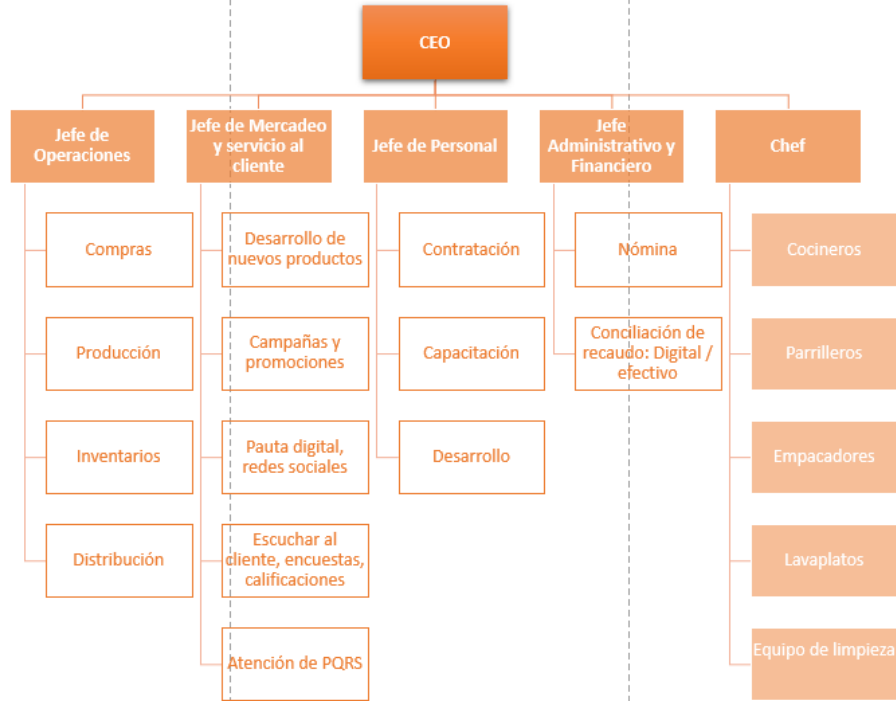 CEO
Jefe de
Operaciones
Jefe de Mercadeo
y servicio al
cliente
Jefe de Personal
Jefe
Administrativo y
Financiero
Chef
Compras
Producción
Inventarios
Distribución
Desarrollo de
nuevos productos
Campañas y
promociones
Pauta digital,
redes sociales
Escuchar al
cliente, encuestas,
calificaciones
Atención de PQRS
Contratación
Capacitación
Desarrollo
Nómina
Conciliación de
recaudo: Digital /
efectivo
Cocineros
Parrilleros
Empacadores
Lavaplatos
Equipo de limpieza